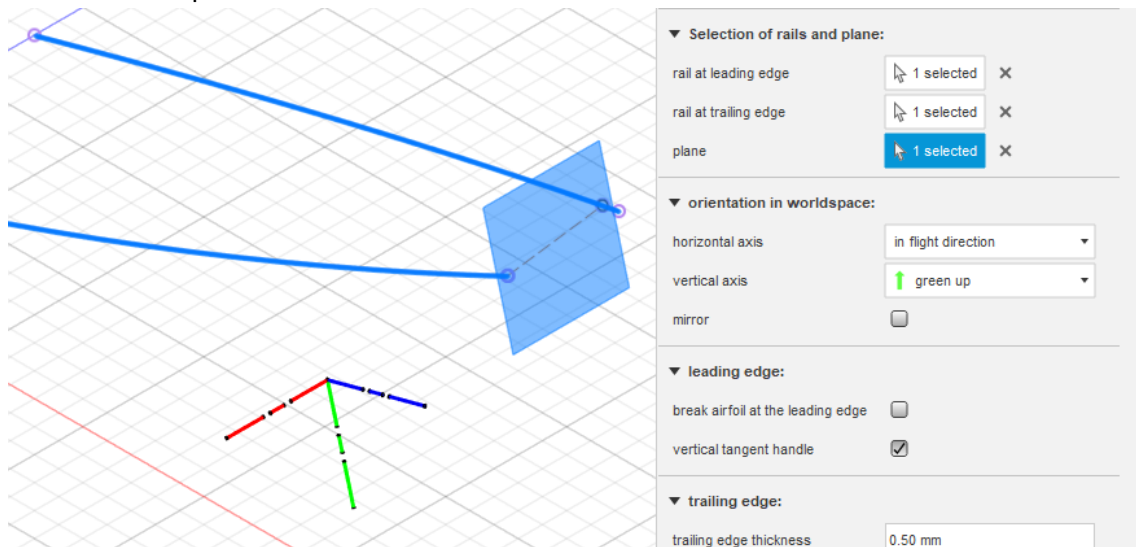 Selection of rails and plane:
rail at leading edge 1 selected
rail at trailing edge 1 selected
plane 1 selected
orientation in worldspace:
horizontal axis in flight direction
vertical axis green up
mirror
leading edge:
break airfoil at the leading edge
vertical tangent handle
trailing edge:
trailing edge thickness 0.50 mm